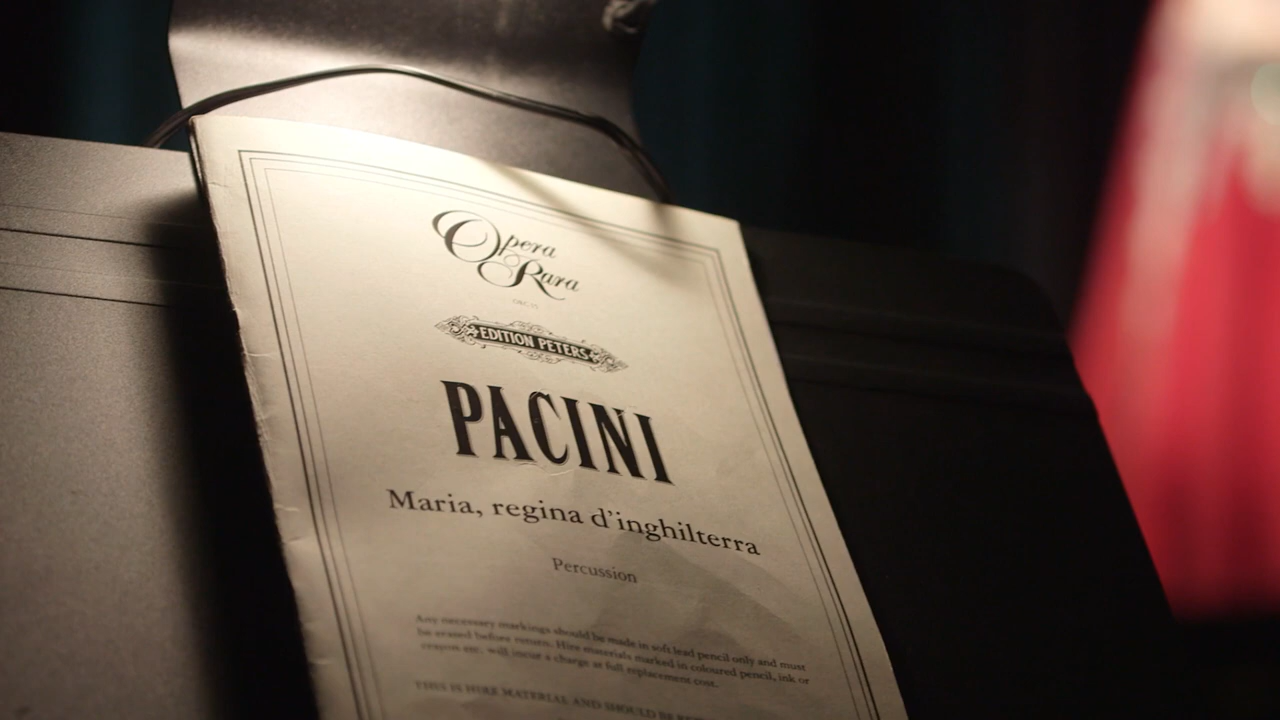 Opera
Rara
EDITION PETERS
PACINI
Maria, regina d'inghilterra
Percussion
Any necessary markings should be made in soft lead pencil only and must
be erased before return. Hire materials marked in coloured pencil, ink or
crayon etc. will incur a charge at full replacement cost.
THIS IS HIRE MATERIAL AND SHOULD BE